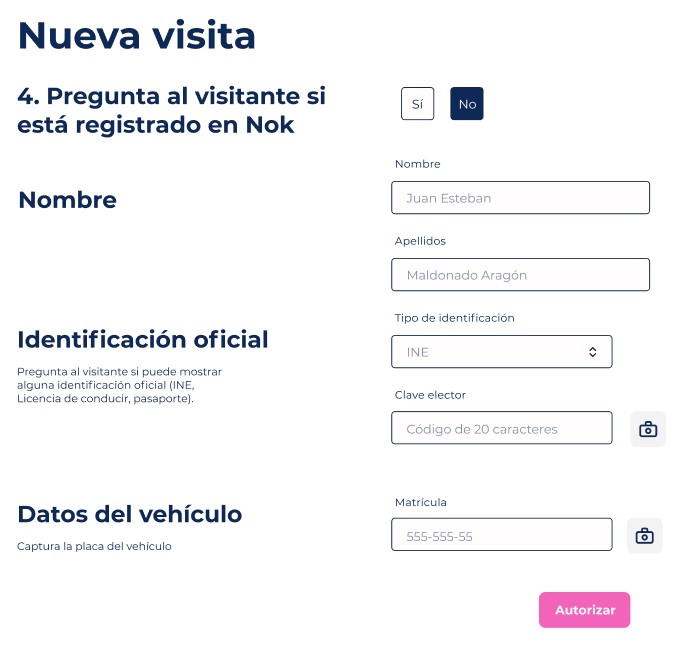 Nueva visita
4. Pregunta al visitante si
está registrado en Nok
Sí
No
Nombre
Nombre
Juan Esteban
Apellidos
Maldonado Aragón
Identificación oficial
Pregunta al visitante si puede mostrar
alguna identificación oficial (INE,
Licencia de conducir, pasaporte).
Tipo de identificación
INE
Clave elector
Código de 20 caracteres
Datos del vehículo
Captura la placa del vehículo
Matrícula
555-555-55
Autorizar